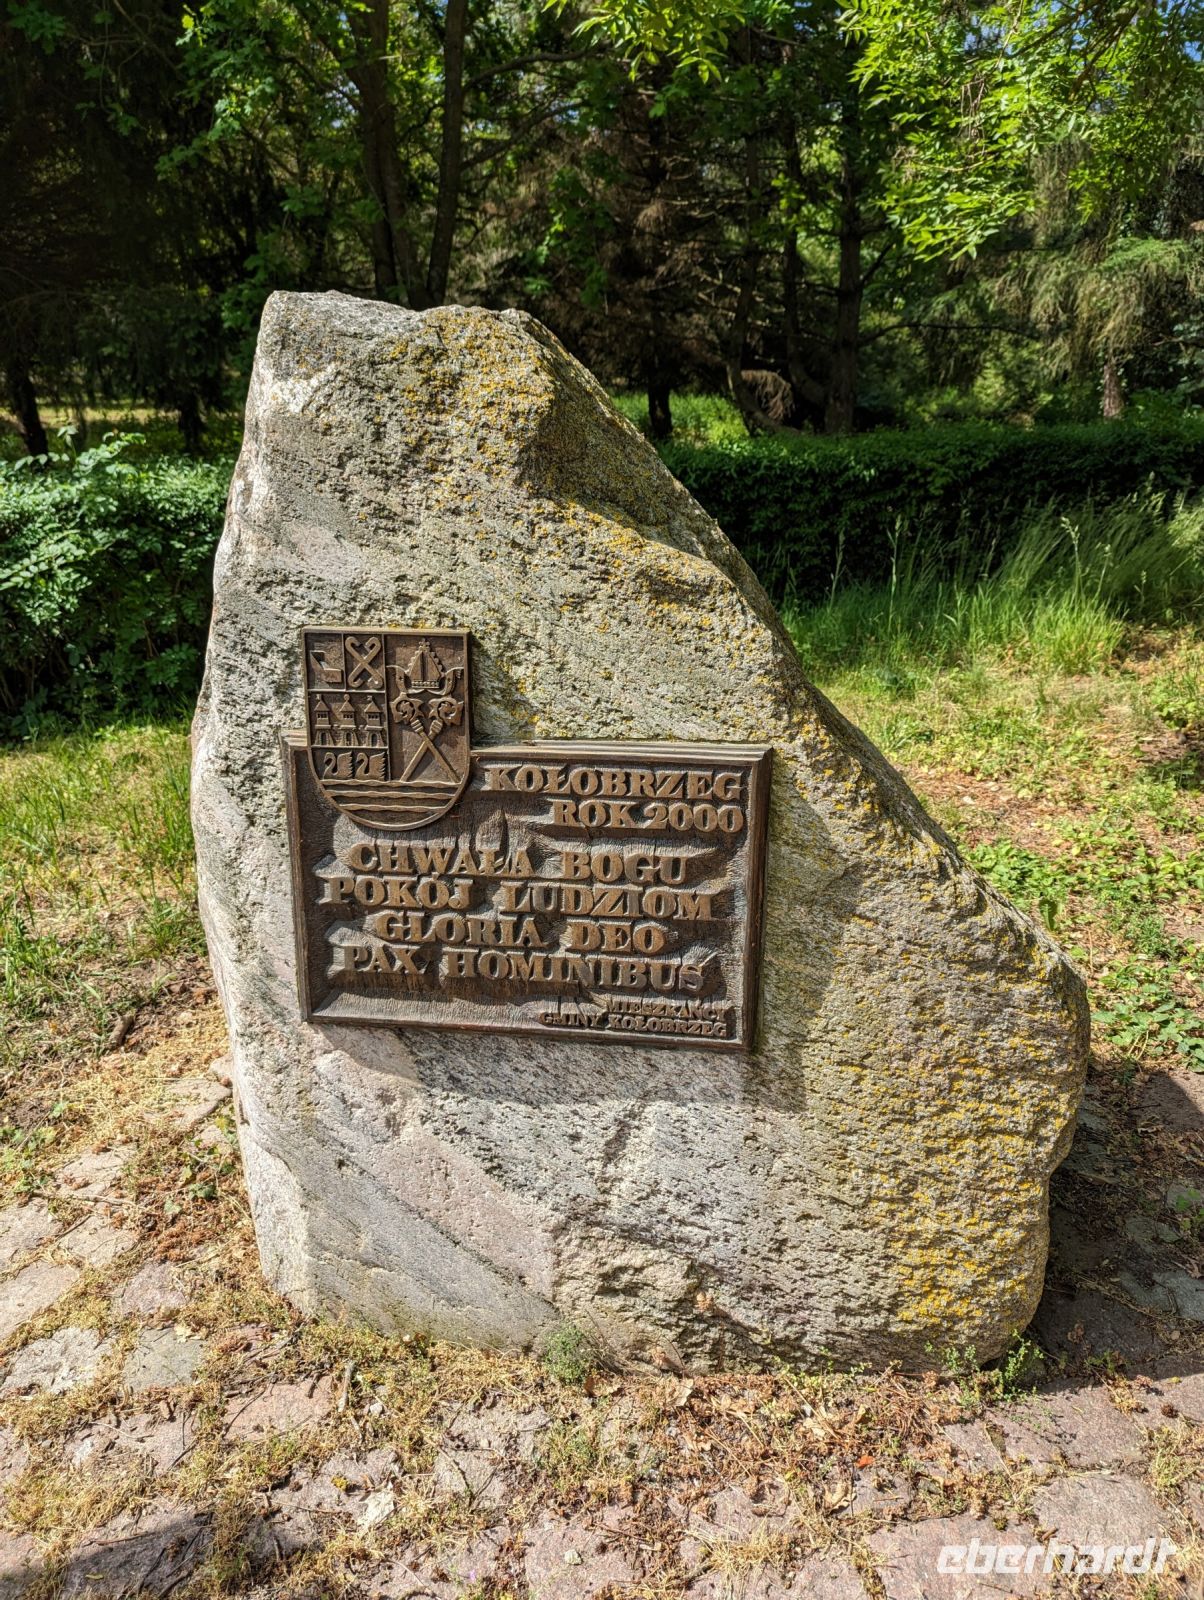 KOŁOBRZEG
ROK 2000
CHWAŁA BOGU
POKÓJ LUDZIOM
GLORIA DEO
PAX HOMINIBUS
MIESZKAŃCY
GMINY KOŁOBRZEG
eberhardt